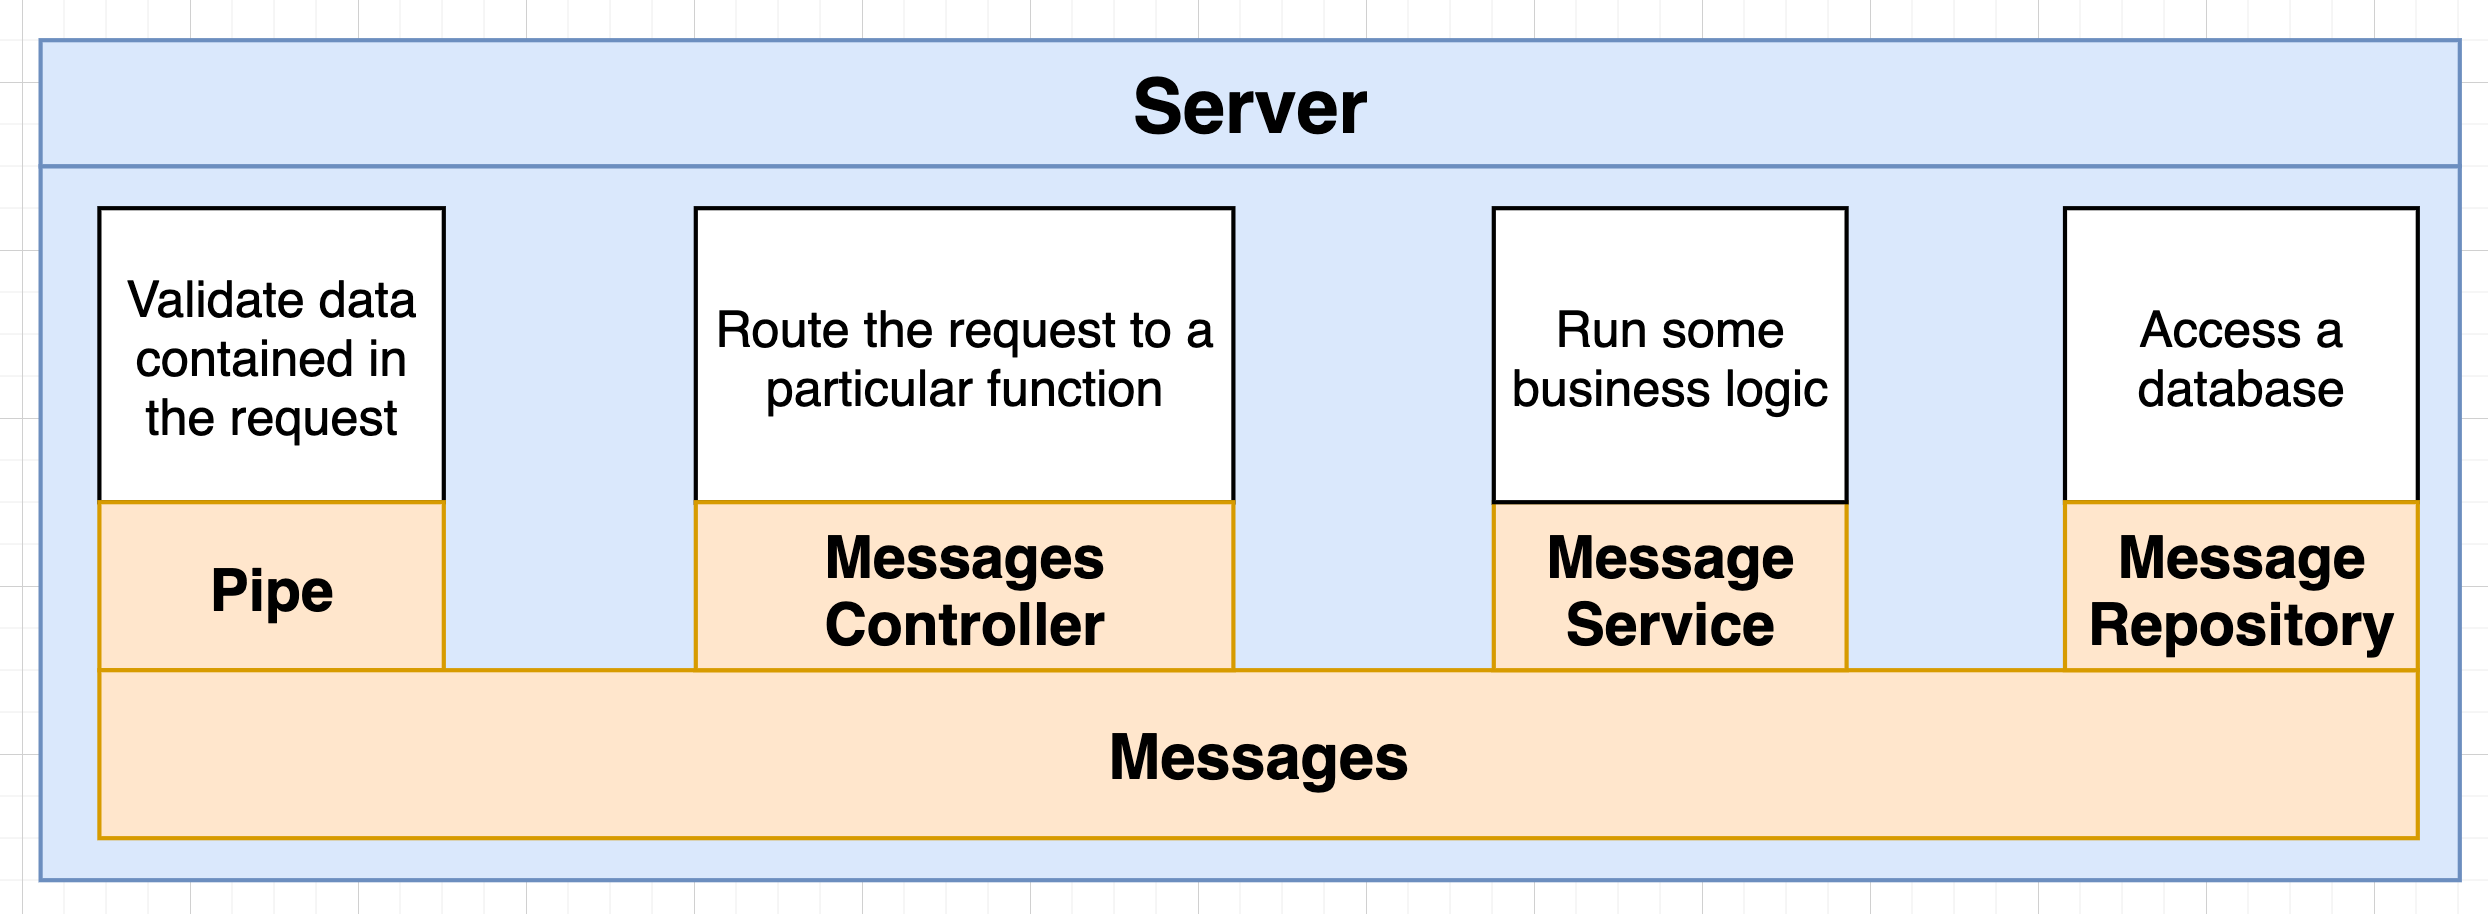 Server
Validate data
contained in
the request
Route the request to a
particular function
Run some
business logic
Access a
database
Pipe
Messages
Controller
Message
Service
Message
Repository
Messages